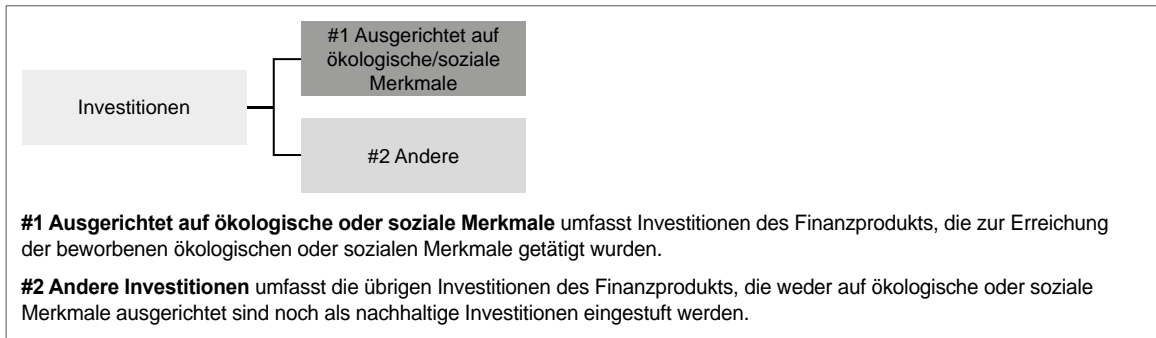 #1 Ausgerichtet auf
ökologische/soziale
Merkmale
Investitionen
#2 Andere
#1 Ausgerichtet auf ökologische oder soziale Merkmale umfasst Investitionen des Finanzprodukts, die zur Erreichung
der beworbenen ökologischen oder sozialen Merkmale getätigt wurden.
#2 Andere Investitionen umfasst die übrigen Investitionen des Finanzprodukts, die weder auf ökologische oder soziale
Merkmale ausgerichtet sind noch als nachhaltige Investitionen eingestuft werden.